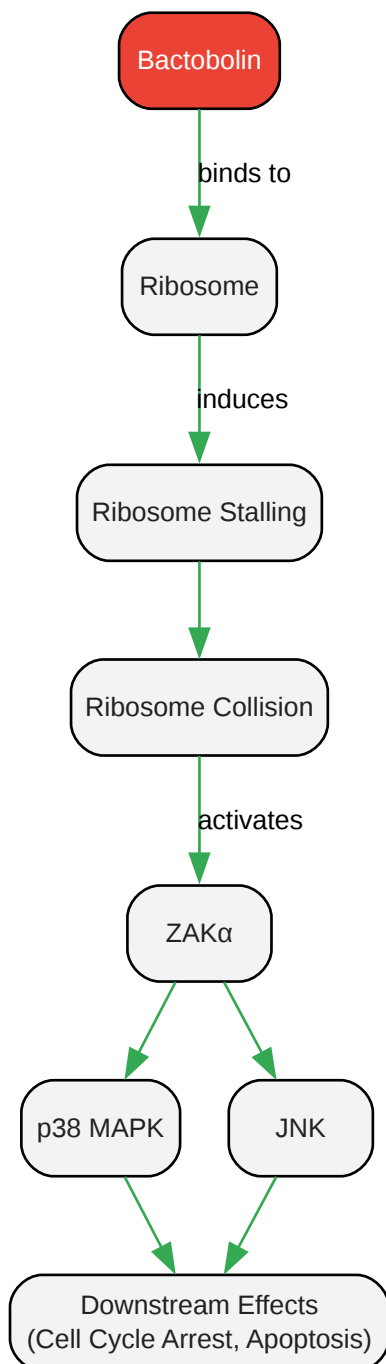 Bactobolin
binds to
Ribosome
induces
Ribosome Stalling
Ribosome Collision
activates
ZAKα
p38 MAPK
JNK
Downstream Effects
(Cell Cycle Arrest, Apoptosis)